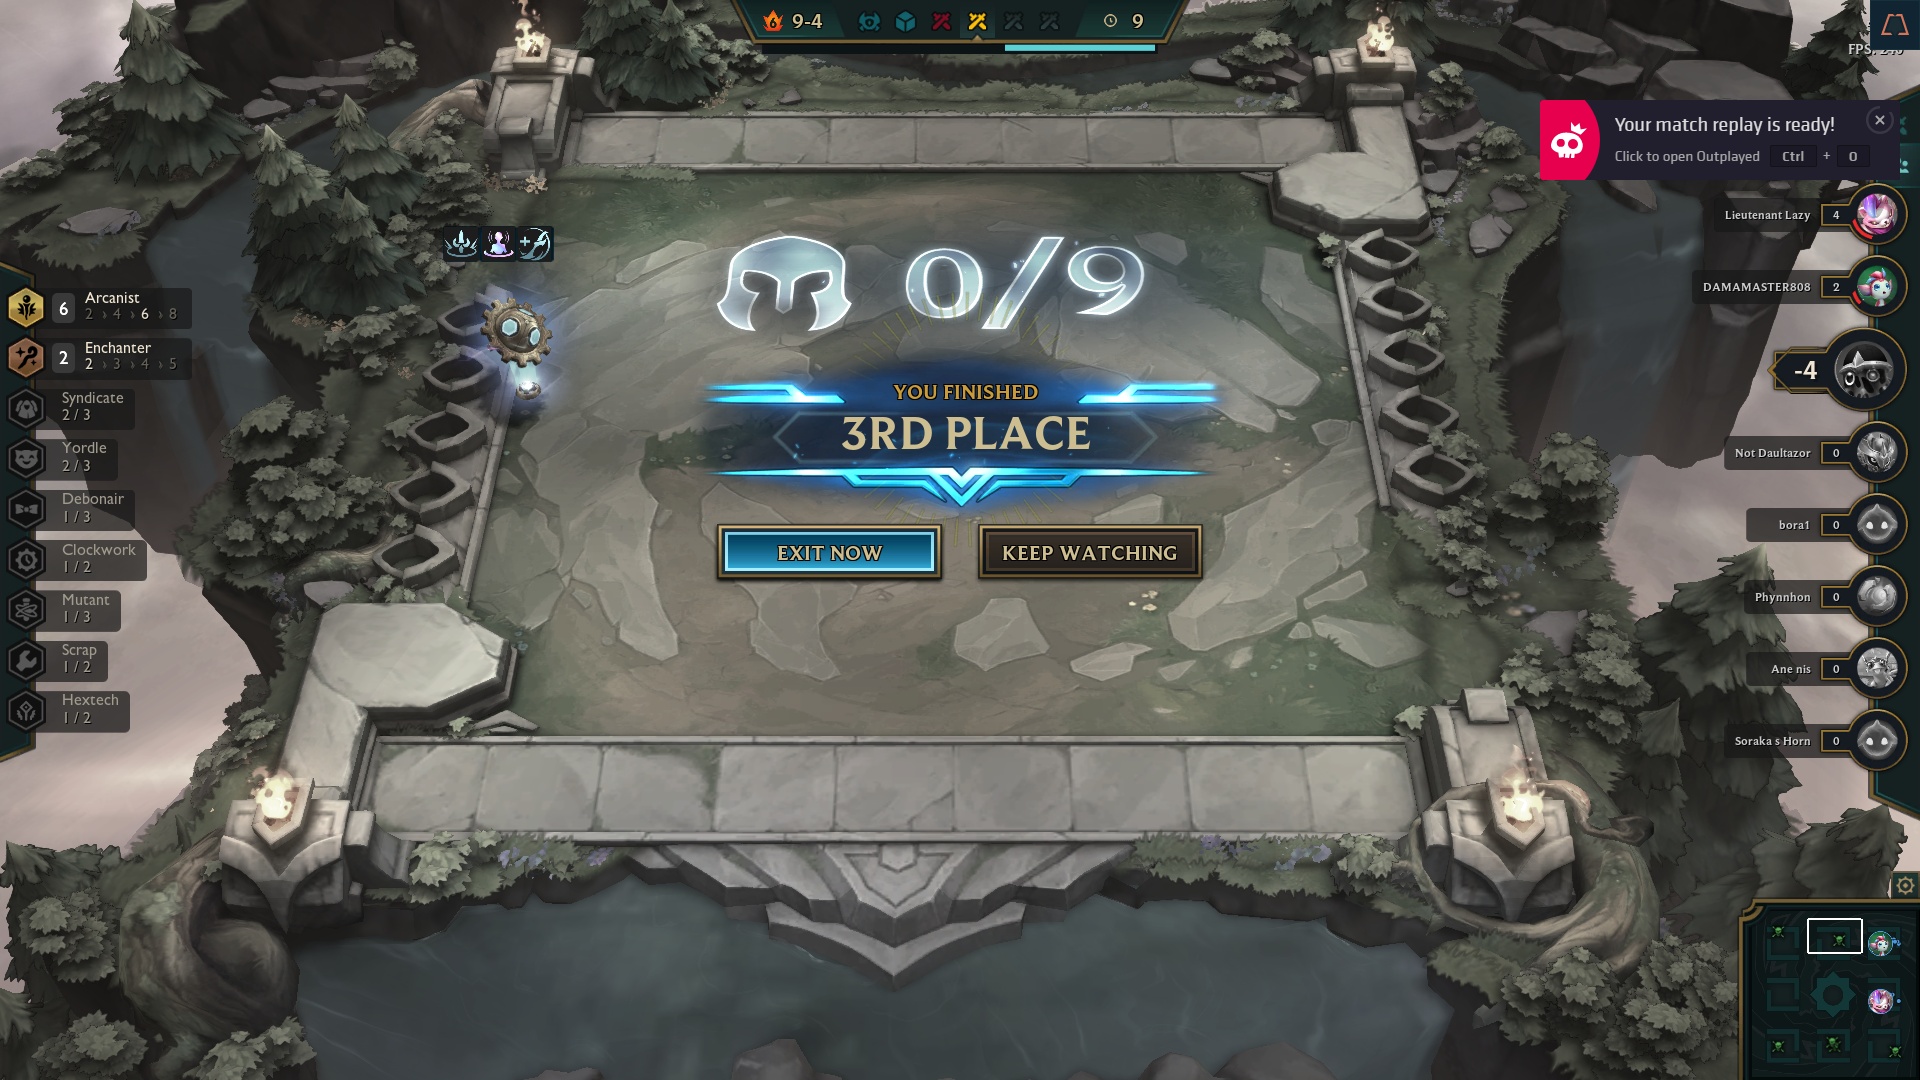 9-4
9
FPS:
Your match replay is ready!
Click to open Outplayed Ctrl + O
Lieutenant Lazy 4
DAMAMASTER808 2
-4
Not Daultazor 0
bora1 0
Phynnhon 0
Ane nis 0
Soraka s Horn 0
6 Arcanist
2 › 4 › 6 › 8
2 Enchanter
2 › 3 › 4 › 5
Syndicate
2 / 3
Yordle
2 / 3
Debonair
1 / 3
Clockwork
1 / 2
Mutant
1 / 3
Scrap
1 / 2
Hextech
1 / 2
0/9
YOU FINISHED
3RD PLACE
EXIT NOW
KEEP WATCHING